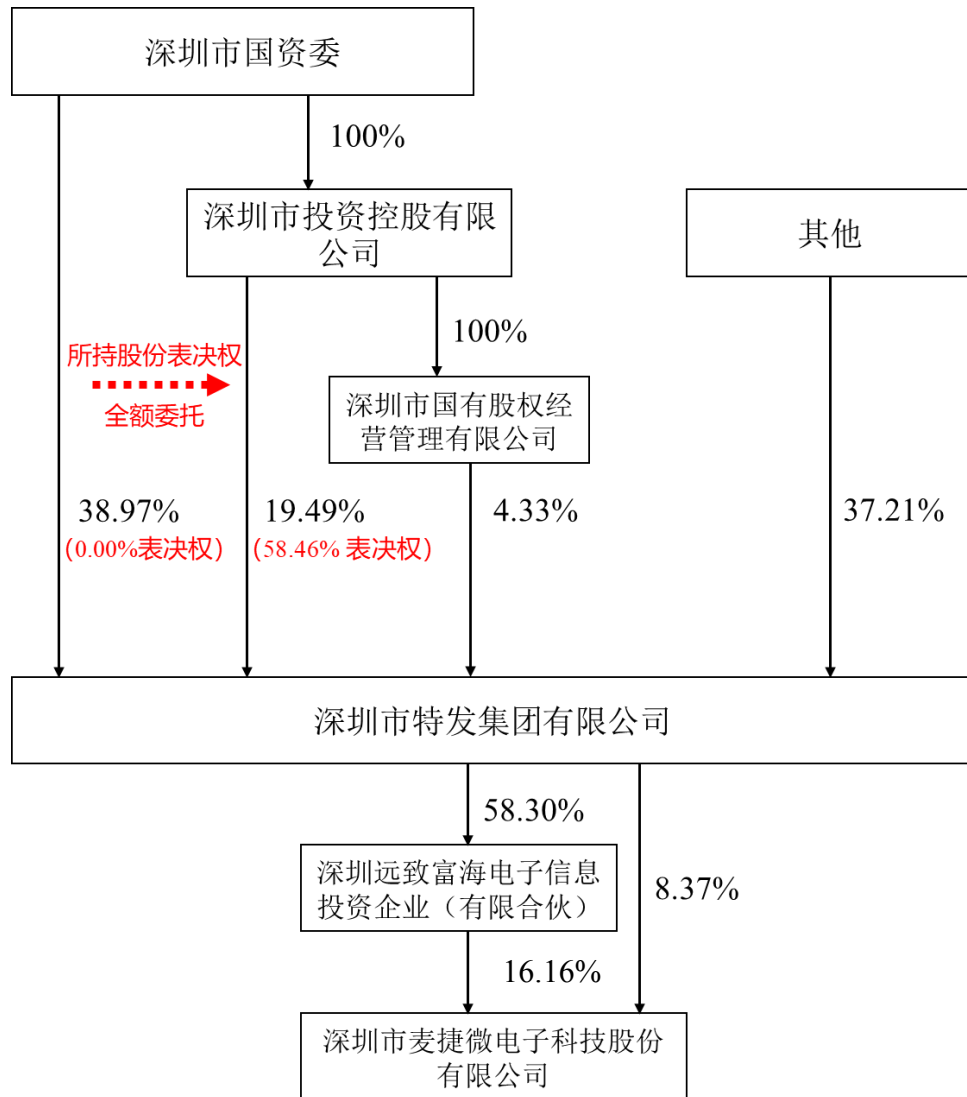 深圳市国资委
100%
深圳市投资控股有限
公司
其他
100%
所持股份表决权
全额委托
深圳市国有股权经
营管理有限公司
38.97%
（0.00%表决权）
19.49%
（58.46% 表决权）
4.33%
37.21%
深圳市特发集团有限公司
58.30%
深圳远致富海电子信息
投资企业（有限合伙）
8.37%
16.16%
深圳市麦捷微电子科技股份
有限公司